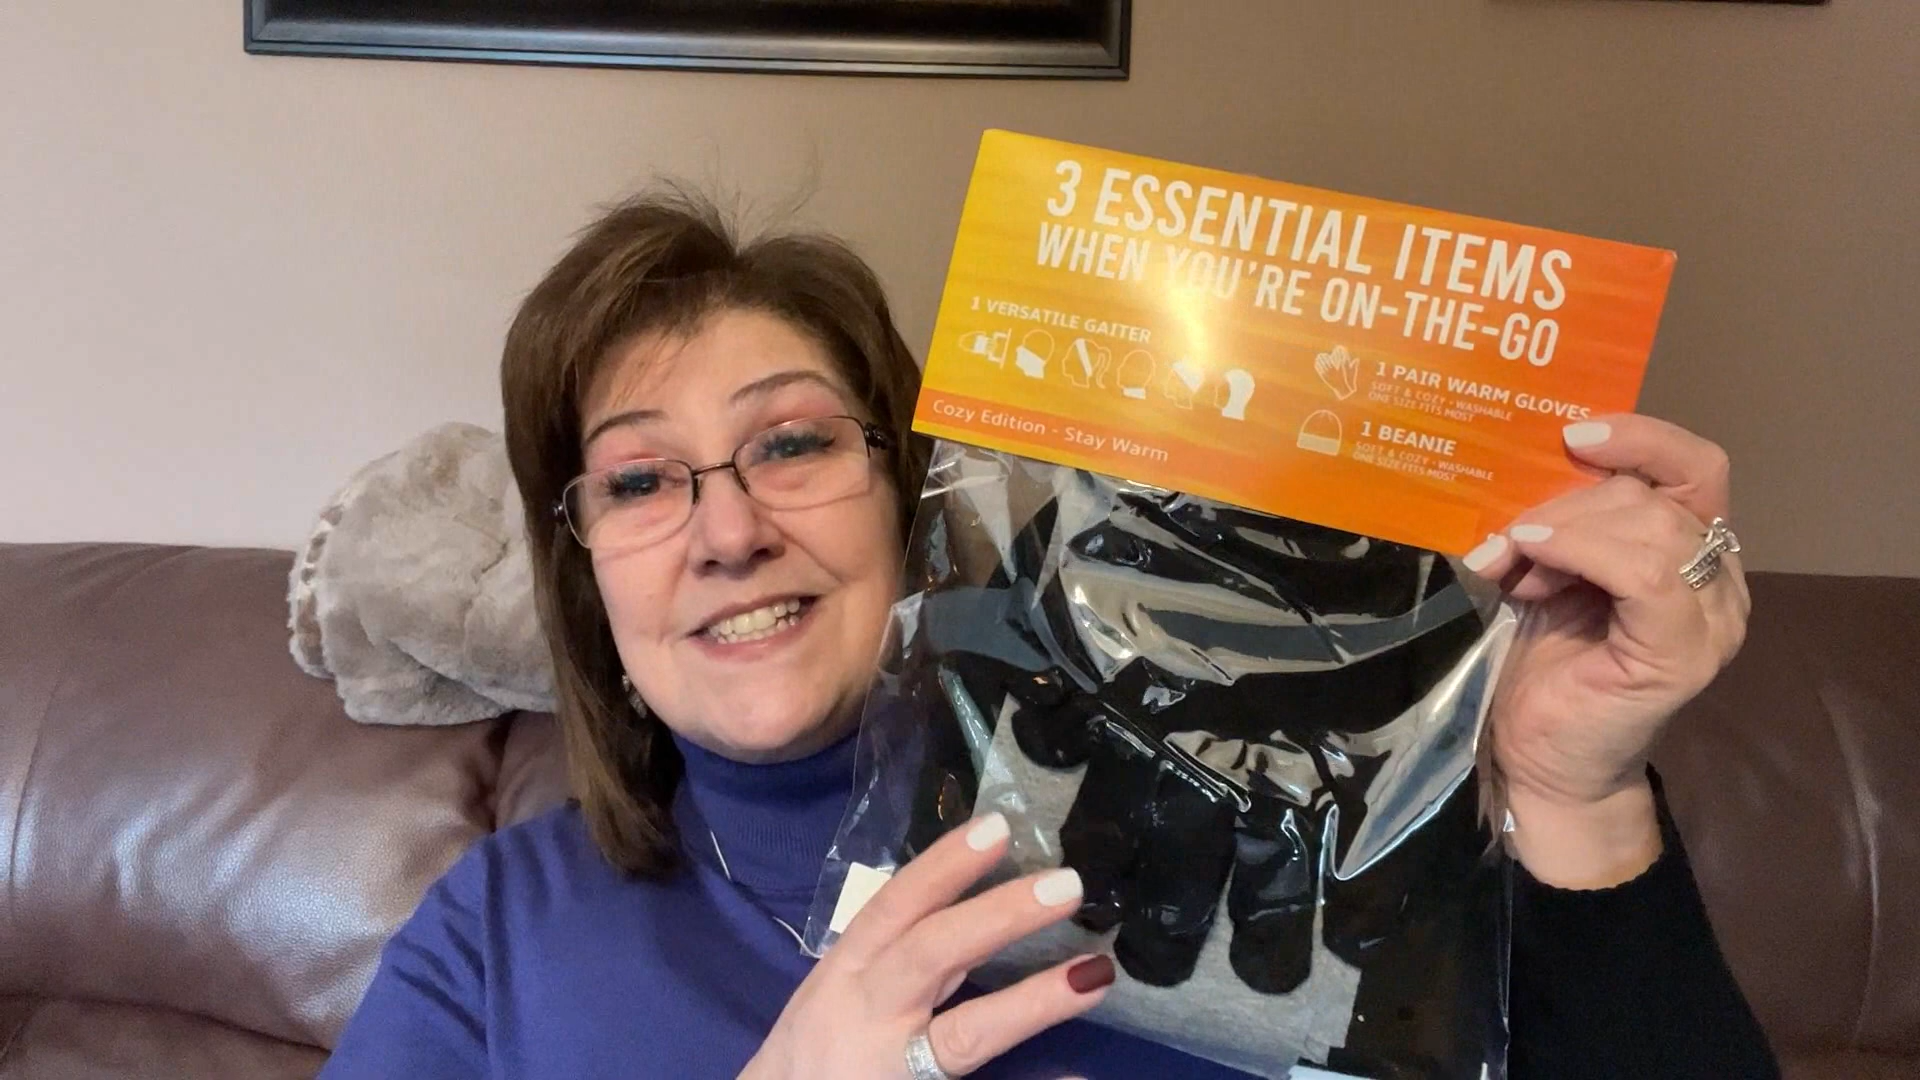 3 ESSENTIAL ITEMS
WHEN YOU'RE ON-THE-GO
1 VERSATILE GAITER
1 PAIR WARM GLOVES
SOFT & COZY - WASHABLE
ONE SIZE FITS MOST
1 BEANIE
SOFT & COZY - WASHABLE
ONE SIZE FITS MOST
Cozy Edition - Stay Warm